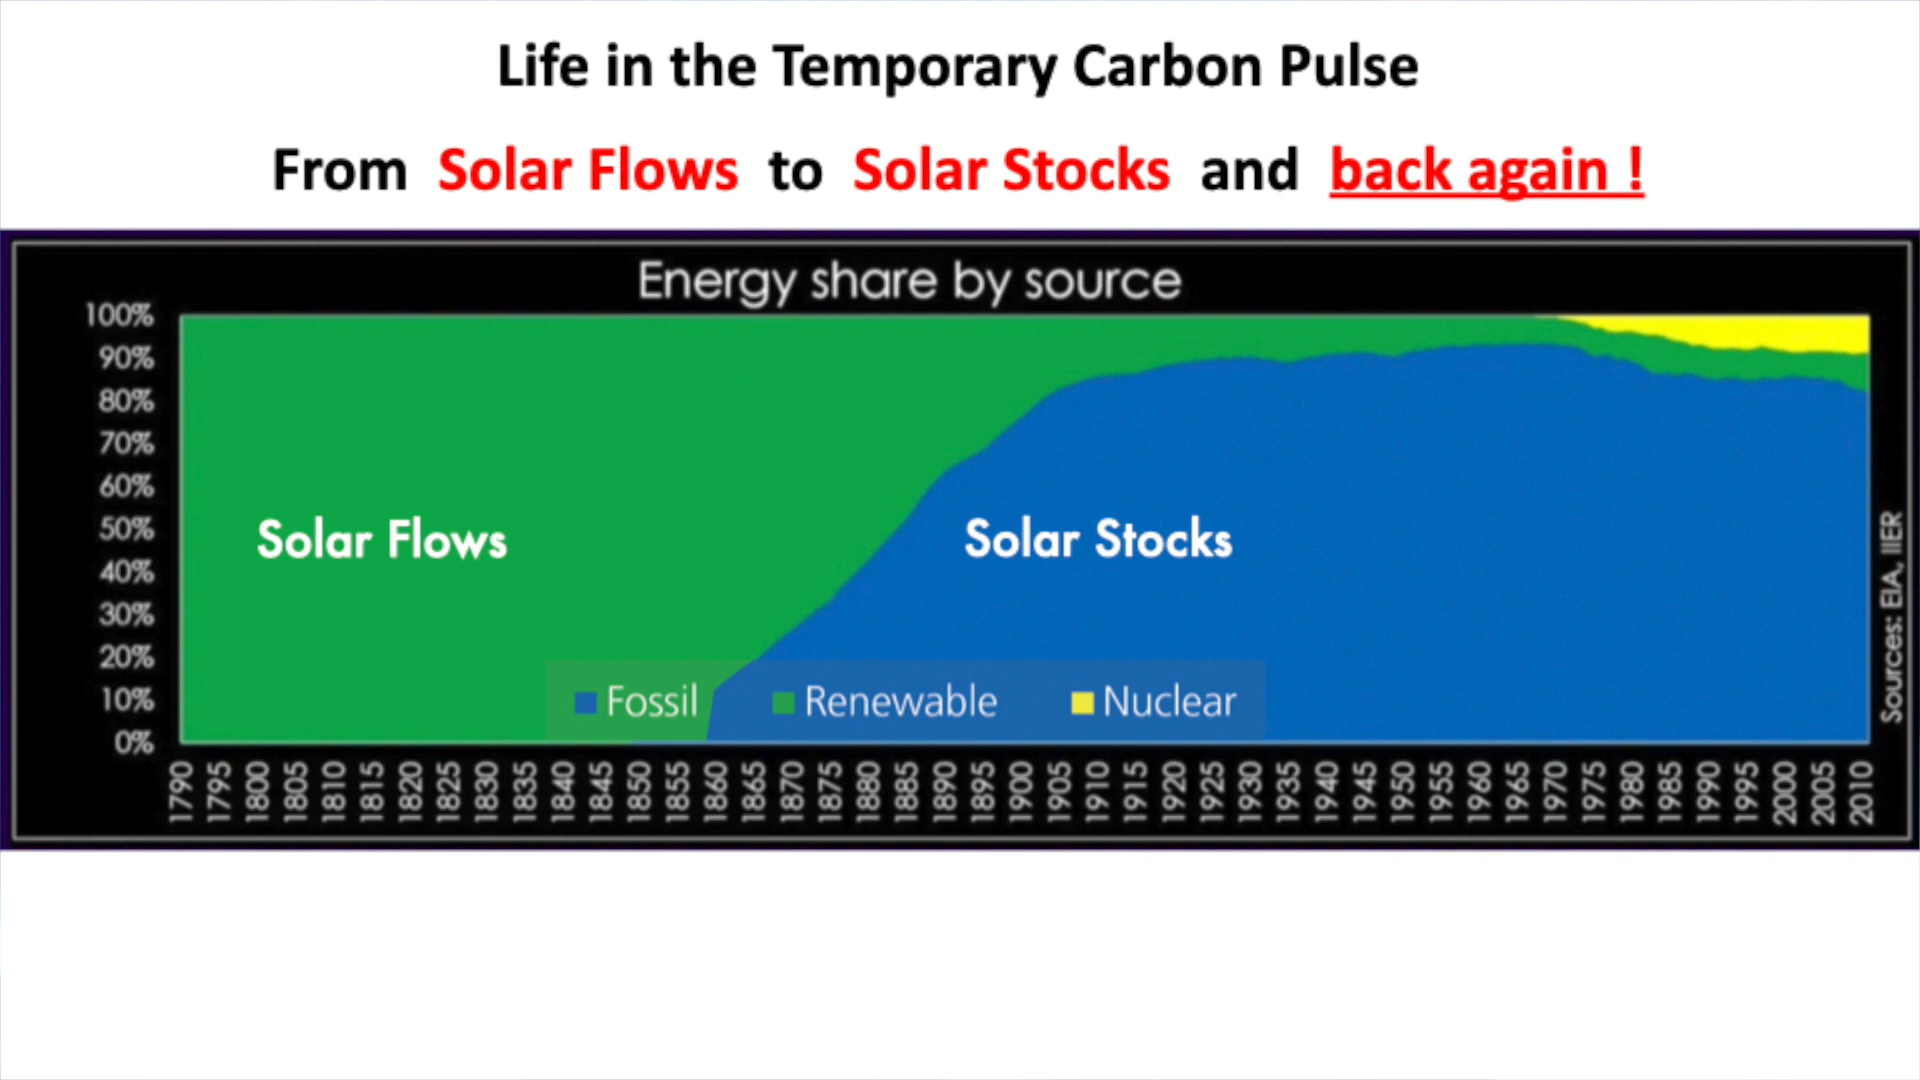 Life in the Temporary Carbon Pulse
From Solar Flows to Solar Stocks and back again !
Energy share by source
100%
90%
80%
70%
60%
50%
40%
30%
20%
10%
0%
Solar Flows
Solar Stocks
Fossil Renewable Nuclear
1790 1795 1800 1805 1810 1815 1820 1825 1830 1835 1840 1845 1850 1855 1860 1865 1870 1875 1880 1885 1890 1895 1900 1905 1910 1915 1920 1925 1930 1935 1940 1945 1950 1955 1960 1965 1970 1975 1980 1985 1990 1995 2000 2005 2010
Sources: EIA, IIER